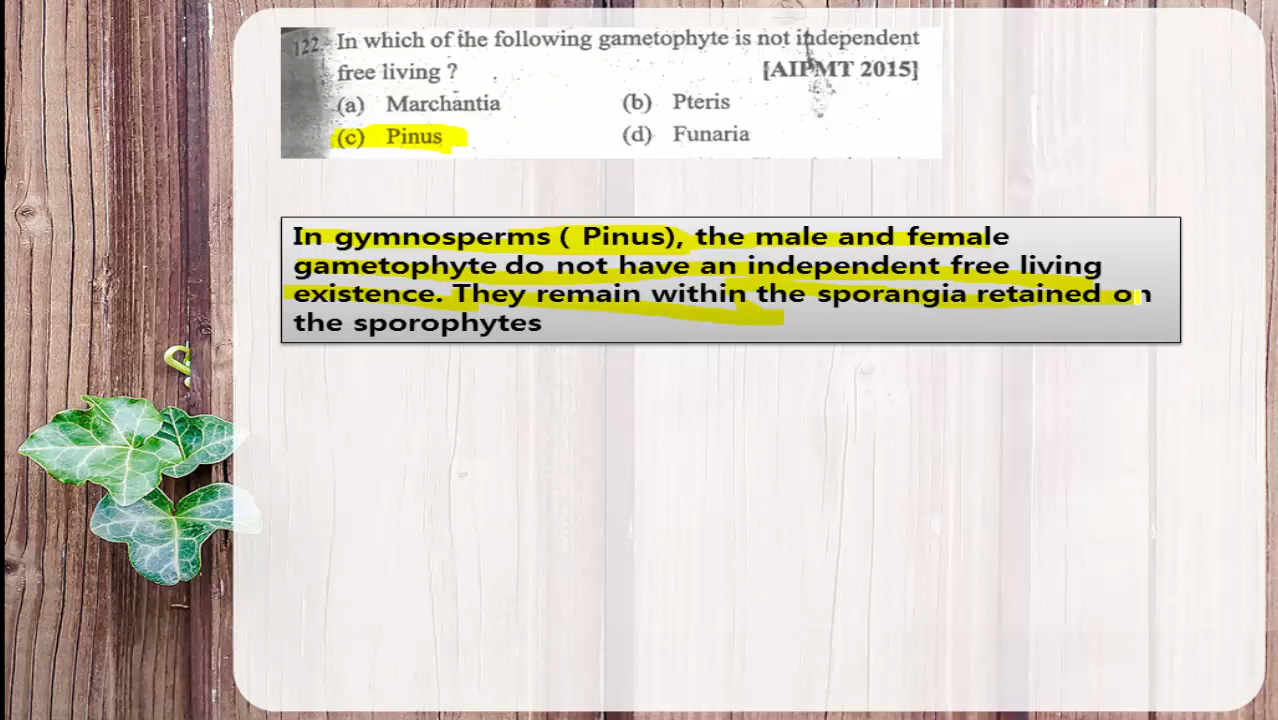 122. In which of the following gametophyte is not independent
free living ? [AIPMT 2015]
(a) Marchantia (b) Pteris
(c) Pinus (d) Funaria
In gymnosperms ( Pinus), the male and female
gametophyte do not have an independent free living
existence. They remain within the sporangia retained on
the sporophytes